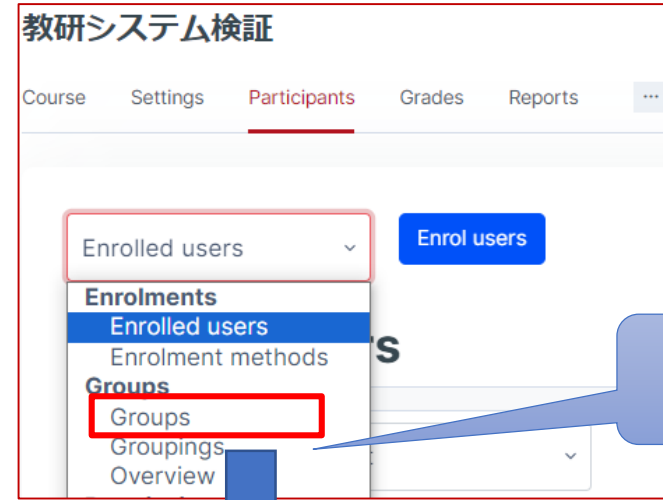 教研システム検証
Course Settings Participants Grades Reports ...
Enrolled users Enrol users
Enrolments
Enrolled users
Enrolment methods
Groups
Groups
Groupings
Overview